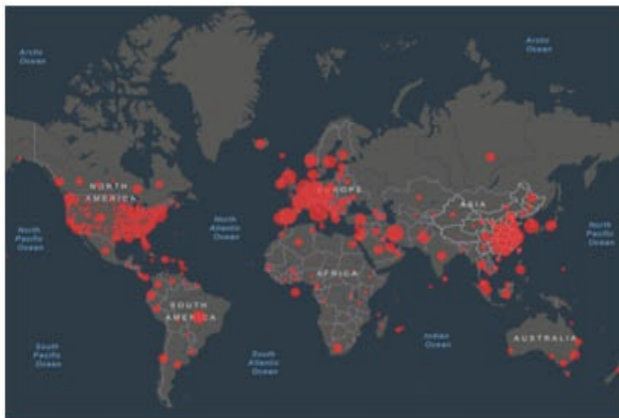 Arctic
Ocean
Arctic
Ocean
NORTH
AMERICA
EUROPE
ASIA
North
Pacific
Ocean
North
Atlantic
Ocean
North
Pacific
Ocean
AFRICA
SOUTH
AMERICA
Indian
Ocean
AUSTRALIA
South
Pacific
Ocean
South
Atlantic
Ocean